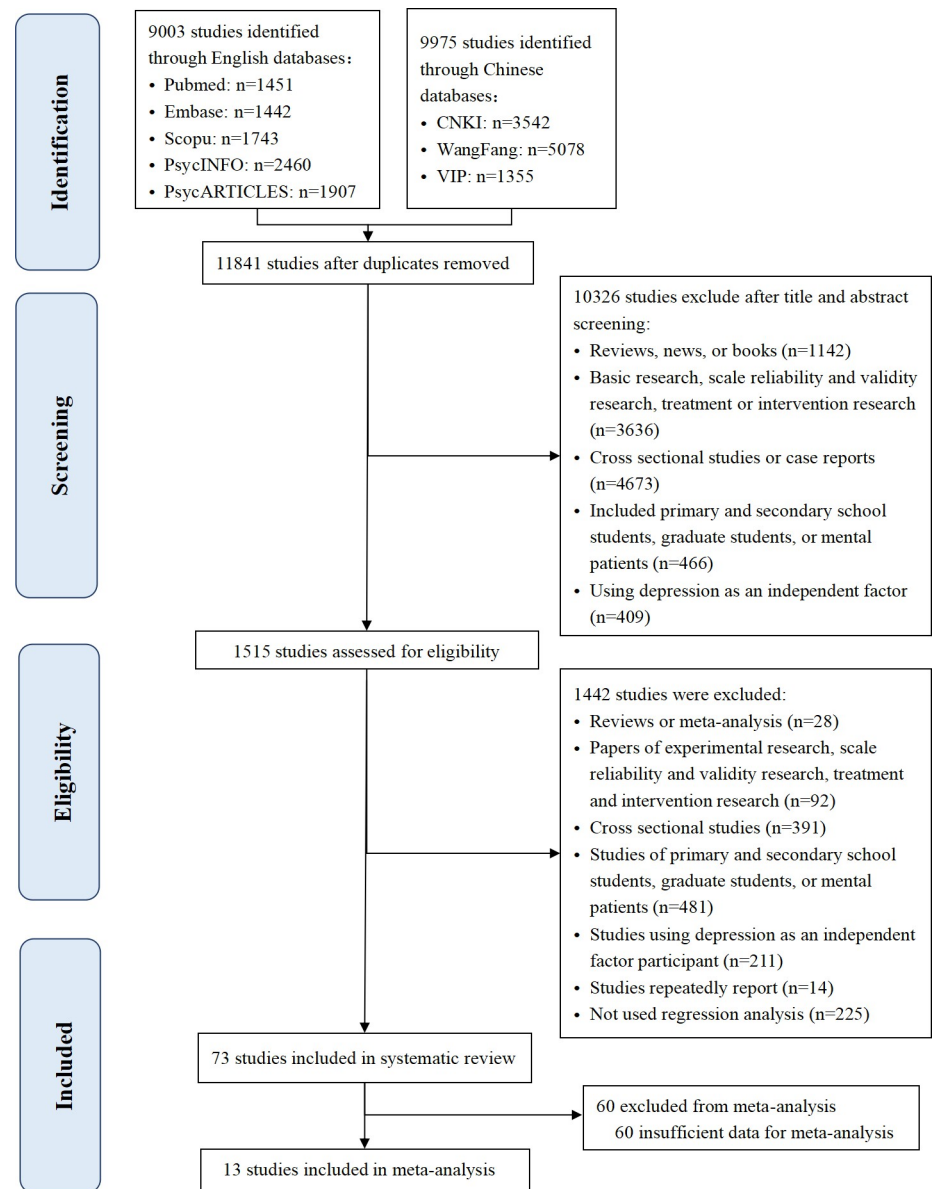 Identification
9003 studies identified
through English databases：
• Pubmed: n=1451
• Embase: n=1442
• Scopu: n=1743
• PsycINFO: n=2460
• PsycARTICLES: n=1907
9975 studies identified
through Chinese
databases：
• CNKI: n=3542
• WangFang: n=5078
• VIP: n=1355
11841 studies after duplicates removed
Screening
10326 studies exclude after title and abstract
screening:
• Reviews, news, or books (n=1142)
• Basic research, scale reliability and validity
research, treatment or intervention research
(n=3636)
• Cross sectional studies or case reports
(n=4673)
• Included primary and secondary school
students, graduate students, or mental
patients (n=466)
• Using depression as an independent factor
(n=409)
1515 studies assessed for eligibility
Eligibility
1442 studies were excluded:
• Reviews or meta-analysis (n=28)
• Papers of experimental research, scale
reliability and validity research, treatment
and intervention research (n=92)
• Cross sectional studies (n=391)
• Studies of primary and secondary school
students, graduate students, or mental
patients (n=481)
• Studies using depression as an independent
factor participant (n=211)
• Studies repeatedly report (n=14)
• Not used regression analysis (n=225)
Included
73 studies included in systematic review
60 excluded from meta-analysis
60 insufficient data for meta-analysis
13 studies included in meta-analysis